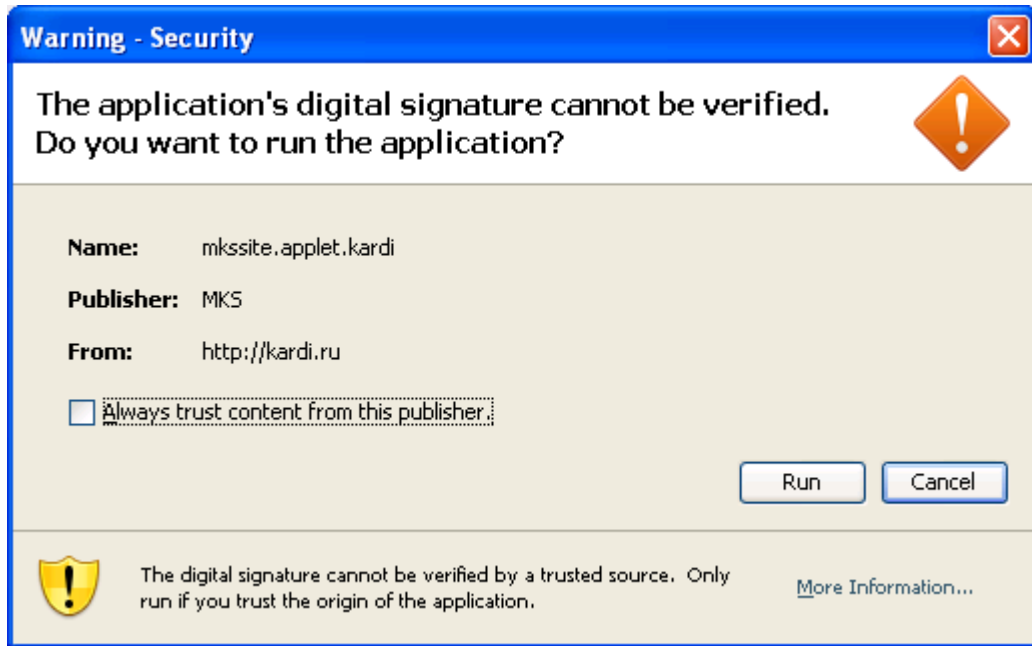 Warning - Security
The application's digital signature cannot be verified.
Do you want to run the application?
Name: mkssite.applet.kardi
Publisher: MKS
From: http://kardi.ru
Always trust content from this publisher.
Run Cancel
The digital signature cannot be verified by a trusted source. Only
run if you trust the origin of the application.
More Information...